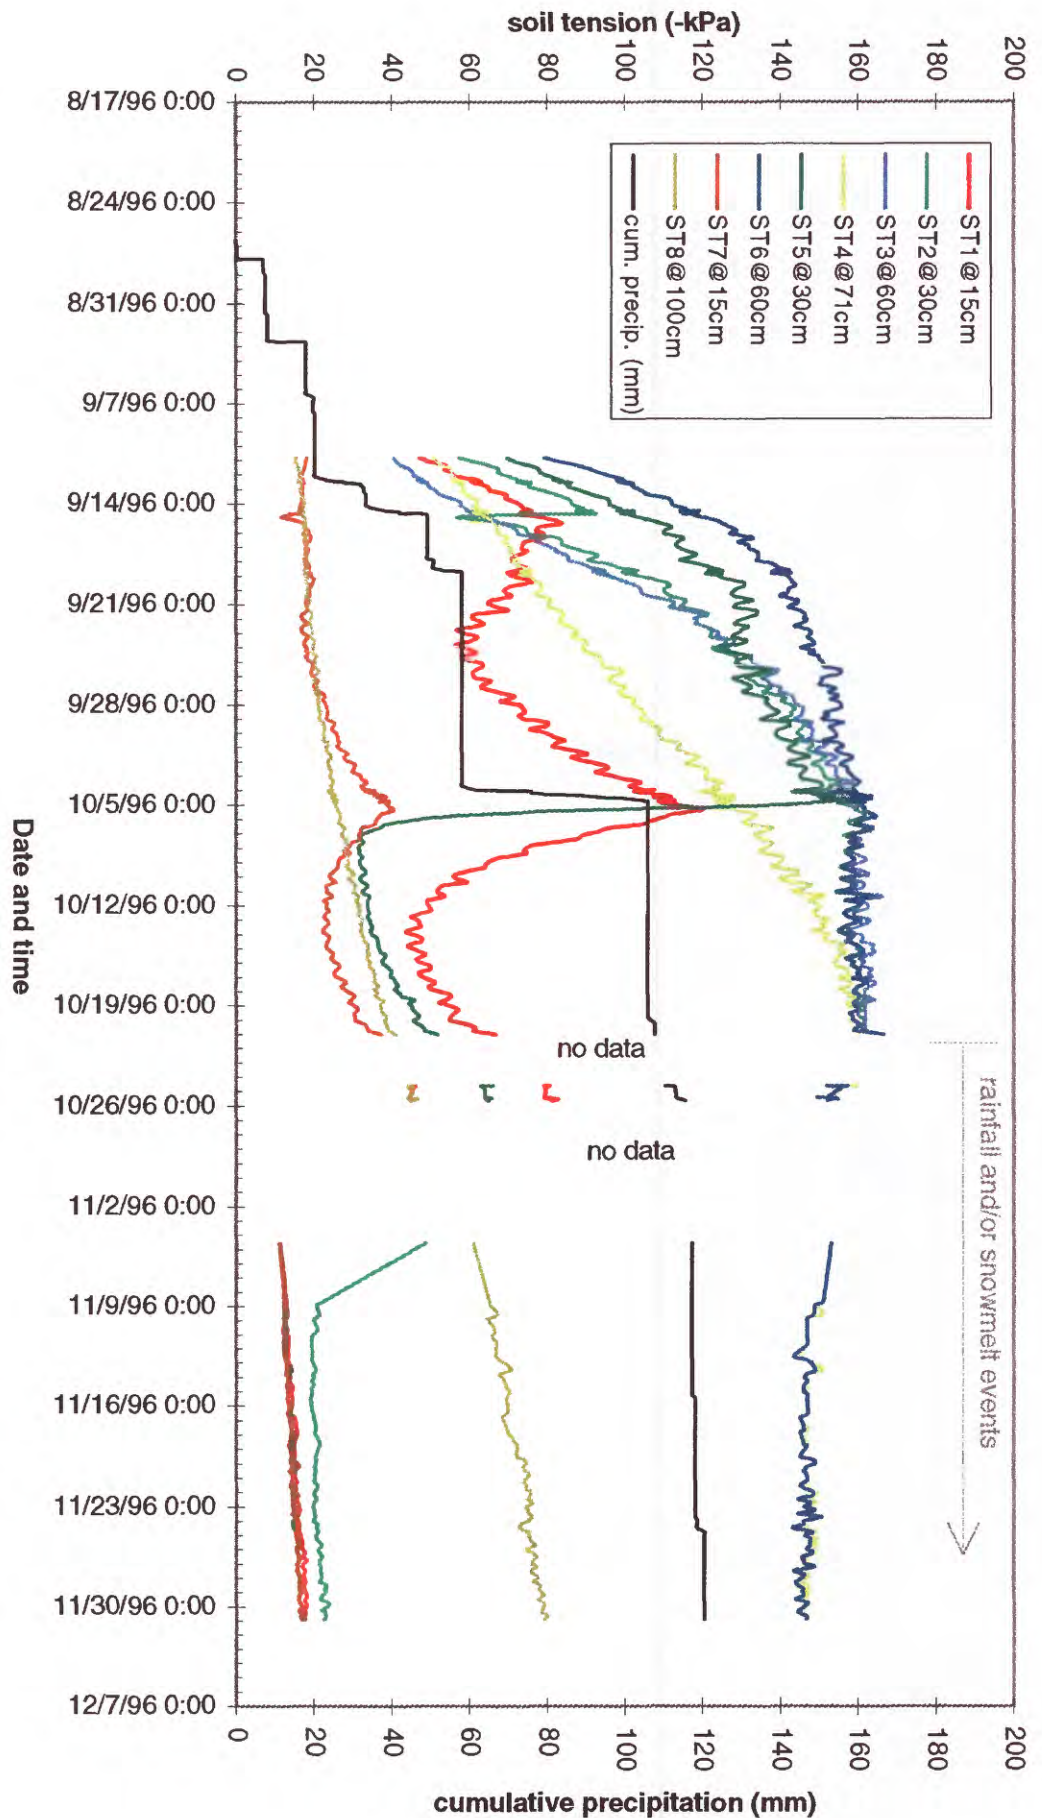 soil tension (-kPa)
0
20
40
60
80
100
120
140
160
180
200
ST1@15cm
ST2@30cm
ST3@60cm
ST4@71cm
ST5@30cm
ST6@60cm
ST7@15cm
ST8@100cm
cum. precip. (mm)
rainfall and/or snowmelt events
no data
no data
8/17/96 0:00
8/24/96 0:00
8/31/96 0:00
9/7/96 0:00
9/14/96 0:00
9/21/96 0:00
9/28/96 0:00
10/5/96 0:00
10/12/96 0:00
10/19/96 0:00
10/26/96 0:00
11/2/96 0:00
11/9/96 0:00
11/16/96 0:00
11/23/96 0:00
11/30/96 0:00
12/7/96 0:00
Date and time
0
20
40
60
80
100
120
140
160
180
200
cumulative precipitation (mm)